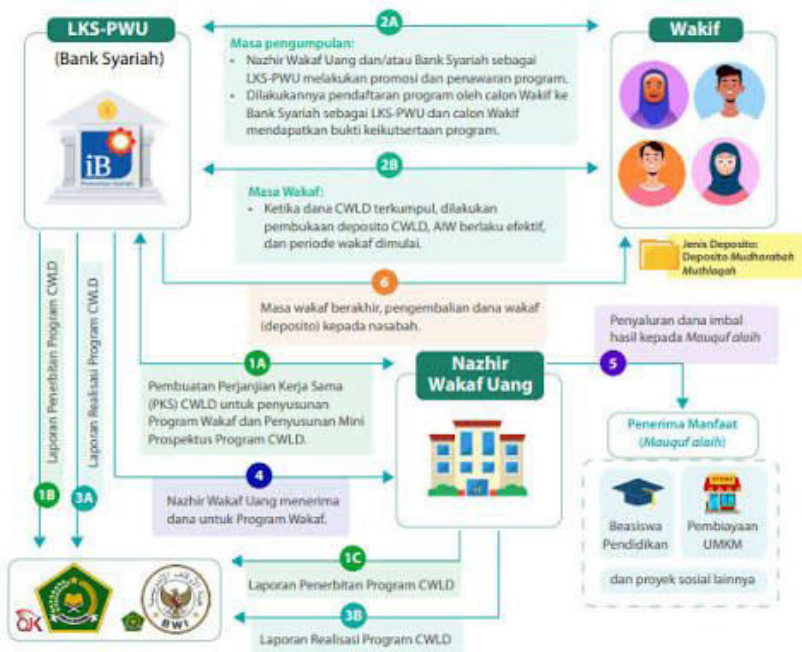 LKS-PWU
(Bank Syariah)
iB
Perbankan Syariah
2A
Masa pengumpulan:
• Nazhir Wakaf Uang dan/atau Bank Syariah sebagai
LKS-PWU melakukan promosi dan penawaran program.
• Dilakukannya pendaftaran program oleh calon Wakif ke
Bank Syariah sebagai LKS-PWU dan calon Wakif
mendapatkan bukti keikutsertaan program.
2B
Masa Wakaf:
• Ketika dana CWLD terkumpul, dilakukan
pembukaan deposito CWLD, AIW berlaku efektif,
dan periode wakaf dimulai.
Wakif
Jenis Deposito:
Deposito Mudharabah
Muthlaqah
6
Masa wakaf berakhir, pengembalian dana wakaf
(deposito) kepada nasabah.
1A
Pembuatan Perjanjian Kerja Sama
(PKS) CWLD untuk penyusunan
Program Wakaf dan Penyusunan Mini
Prospektus Program CWLD.
Nazhir
Wakaf Uang
Penyaluran dana imbal
hasil kepada Mauquf alaih
5
Penerima Manfaat
(Mauquf alaih)
STORE
Beasiswa
Pendidikan
Pembiayaan
UMKM
dan proyek sosial lainnya
4
Nazhir Wakaf Uang menerima
dana untuk Program Wakaf.
Laporan Penerbitan Program CWLD
1B
Laporan Realisasi Program CWLD
3A
1C
Laporan Penerbitan Program CWLD
3B
Laporan Realisasi Program CWLD
OJK
BWI